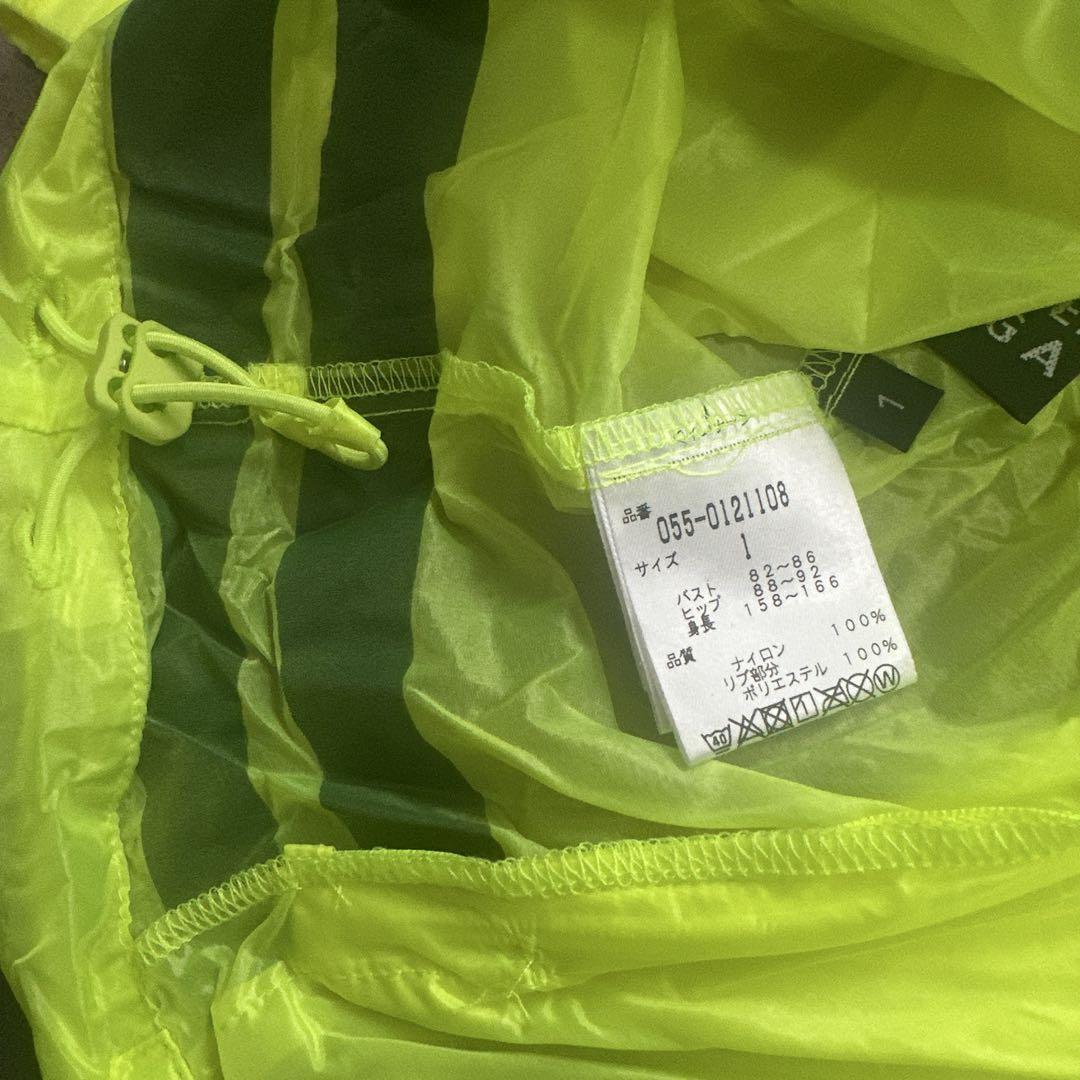 品番 055-0121108
サイズ 1
バスト 82〜86
ヒップ 88〜92
身長 158〜166
品質
ナイロン 100%
リブ部分
ポリエステル 100%
40 1 W
1
GA